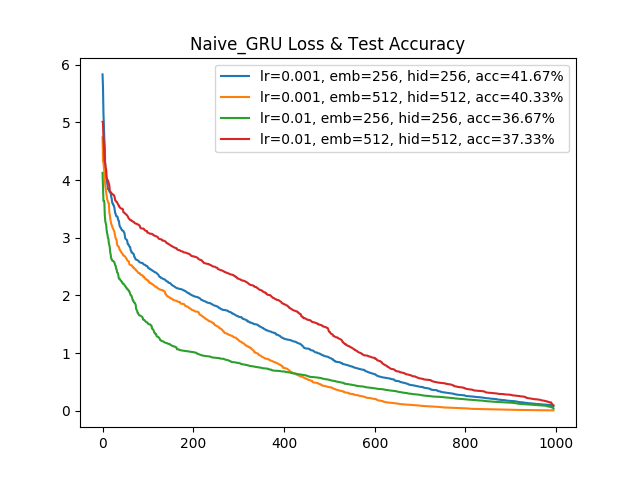 Naive_GRU Loss & Test Accuracy
lr=0.001, emb=256, hid=256, acc=41.67%
lr=0.001, emb=512, hid=512, acc=40.33%
lr=0.01, emb=256, hid=256, acc=36.67%
lr=0.01, emb=512, hid=512, acc=37.33%
6
5
4
3
2
1
0
0 200 400 600 800 1000